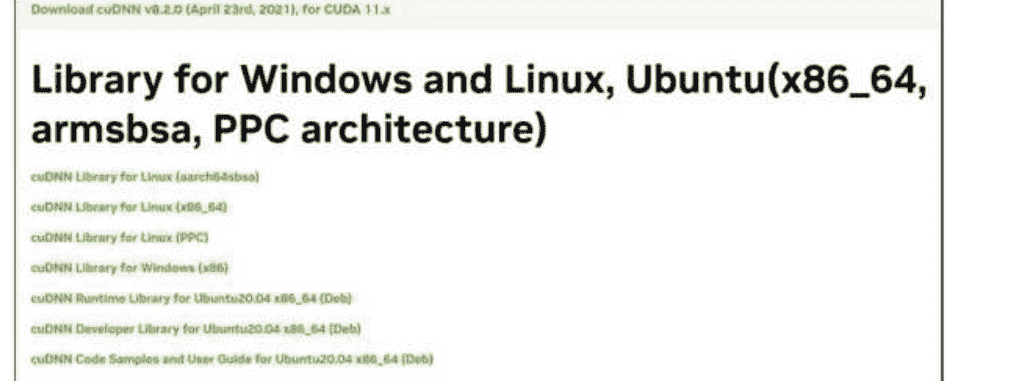 Download cuDNN v8.2.0 (April 23rd, 2021), for CUDA 11.x
Library for Windows and Linux, Ubuntu(x86_64,
armsbsa, PPC architecture)
cuDNN Library for Linux (aarch64sbsa)
cuDNN Library for Linux (x86_64)
cuDNN Library for Linux (PPC)
cuDNN Library for Windows (x86)
cuDNN Runtime Library for Ubuntu20.04 x86_64 (Deb)
cuDNN Developer Library for Ubuntu20.04 x86_64 (Deb)
cuDNN Code Samples and User Guide for Ubuntu20.04 x86_64 (Deb)